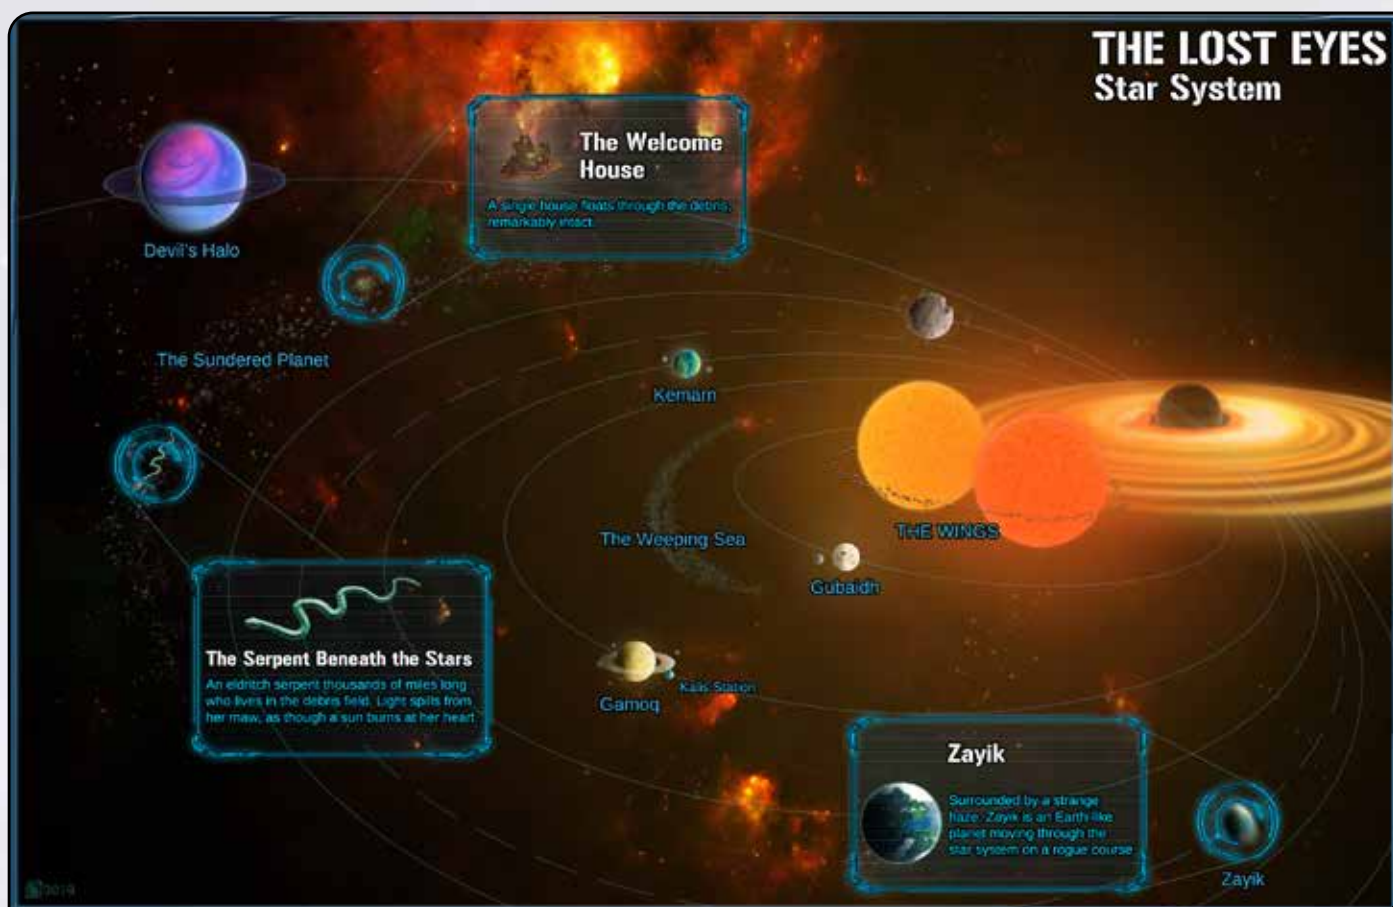 THE LOST EYES
Star System
The Welcome
House
A single house floats through the debris,
remarkably intact.
Devil's Halo
The Sundered Planet
Kemarn
The Weeping Sea
THE WINGS
Gubaidh
The Serpent Beneath the Stars
An eldritch serpent thousands of miles long
who lives in the debris field. Light spills from
her maw, as though a sun burns at her heart
Gamoq
Station
Zayik
Surrounded by a strange
haze, Zayik is an Earth-like
planet moving through the
star system on a rogue course
Zayik
2019